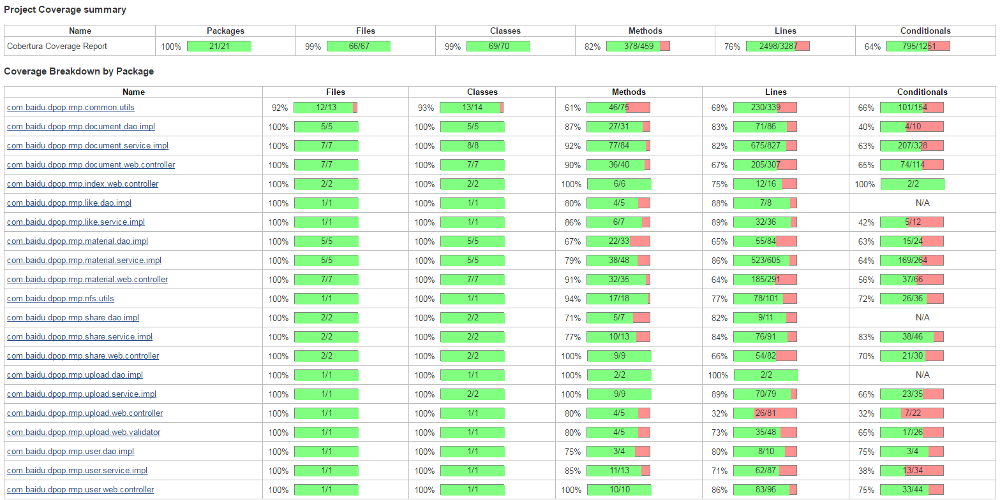 Project Coverage summary
Name Packages Files Classes Methods Lines Conditionals
Cobertura Coverage Report 100% 21/21 99% 66/67 99% 69/70 82% 378/459 76% 2498/3287 64% 795/1251
Coverage Breakdown by Package
Name Files Classes Methods Lines Conditionals
com.baidu.dpop.rmp.common.utils 92% 12/13 93% 13/14 61% 46/75 68% 230/339 66% 101/154
com.baidu.dpop.rmp.document.dao.impl 100% 5/5 100% 5/5 87% 27/31 83% 71/86 40% 4/10
com.baidu.dpop.rmp.document.service.impl 100% 7/7 100% 8/8 92% 77/84 82% 675/827 63% 207/328
com.baidu.dpop.rmp.document.web.controller 100% 7/7 100% 7/7 90% 36/40 67% 205/307 65% 74/114
com.baidu.dpop.rmp.index.web.controller 100% 2/2 100% 2/2 100% 6/6 75% 12/16 100% 2/2
com.baidu.dpop.rmp.like.dao.impl 100% 1/1 100% 1/1 80% 4/5 88% 7/8 N/A
com.baidu.dpop.rmp.like.service.impl 100% 1/1 100% 1/1 86% 6/7 89% 32/36 42% 5/12
com.baidu.dpop.rmp.material.dao.impl 100% 5/5 100% 5/5 67% 22/33 65% 55/84 63% 15/24
com.baidu.dpop.rmp.material.service.impl 100% 5/5 100% 5/5 79% 38/48 86% 523/605 64% 169/264
com.baidu.dpop.rmp.material.web.controller 100% 7/7 100% 7/7 91% 32/35 64% 185/291 56% 37/66
com.baidu.dpop.rmp.nfs.utils 100% 1/1 100% 1/1 94% 17/18 77% 78/101 72% 26/36
com.baidu.dpop.rmp.share.dao.impl 100% 2/2 100% 2/2 71% 5/7 82% 9/11 N/A
com.baidu.dpop.rmp.share.service.impl 100% 2/2 100% 2/2 77% 10/13 84% 76/91 83% 38/46
com.baidu.dpop.rmp.share.web.controller 100% 2/2 100% 2/2 100% 9/9 66% 54/82 70% 21/30
com.baidu.dpop.rmp.upload.dao.impl 100% 1/1 100% 1/1 100% 2/2 100% 2/2 N/A
com.baidu.dpop.rmp.upload.service.impl 100% 1/1 100% 2/2 100% 9/9 89% 70/79 66% 23/35
com.baidu.dpop.rmp.upload.web.controller 100% 1/1 100% 1/1 80% 4/5 32% 26/81 32% 7/22
com.baidu.dpop.rmp.upload.web.validator 100% 1/1 100% 1/1 80% 4/5 73% 35/48 65% 17/26
com.baidu.dpop.rmp.user.dao.impl 100% 1/1 100% 1/1 75% 3/4 80% 8/10 75% 3/4
com.baidu.dpop.rmp.user.service.impl 100% 1/1 100% 1/1 85% 11/13 71% 62/87 38% 13/34
com.baidu.dpop.rmp.user.web.controller 100% 1/1 100% 1/1 100% 10/10 86% 83/96 75% 33/44